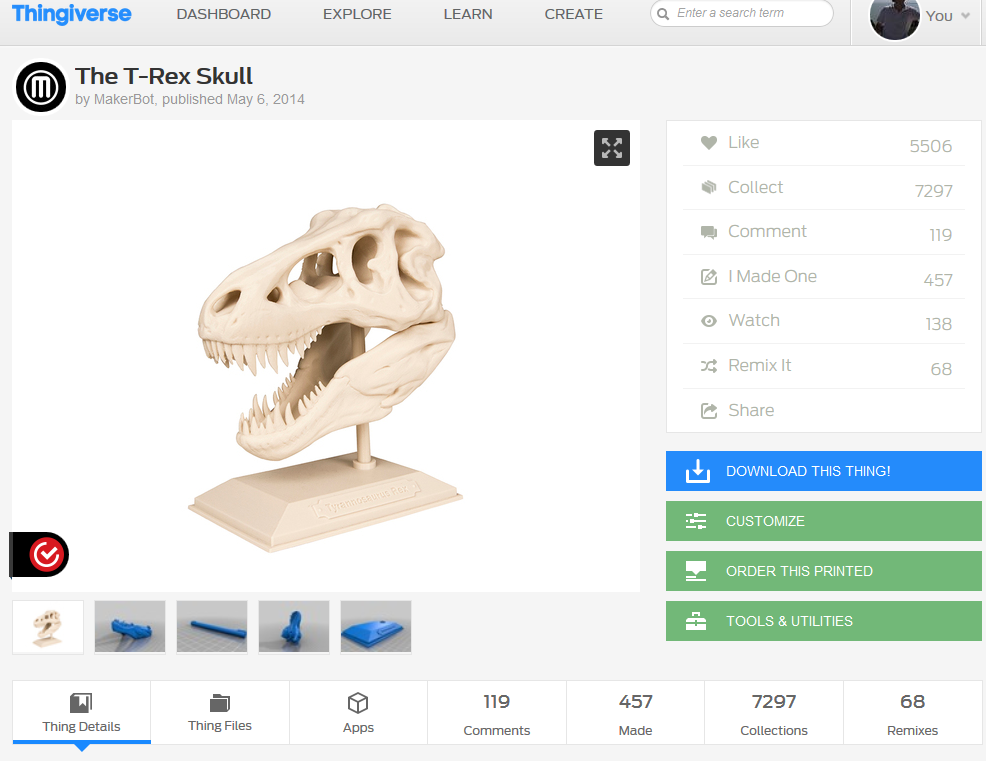 Thingiverse
DASHBOARD
EXPLORE
LEARN
CREATE
Enter a search term
You
The T-Rex Skull
by MakerBot, published May 6, 2014
Like 5506
Collect 7297
Comment 119
I Made One 457
Watch 138
Remix It 68
Share
Tyrannosaurus Rex
DOWNLOAD THIS THING!
CUSTOMIZE
ORDER THIS PRINTED
TOOLS & UTILITIES
Thing Details
Thing Files
Apps
119
Comments
457
Made
7297
Collections
68
Remixes